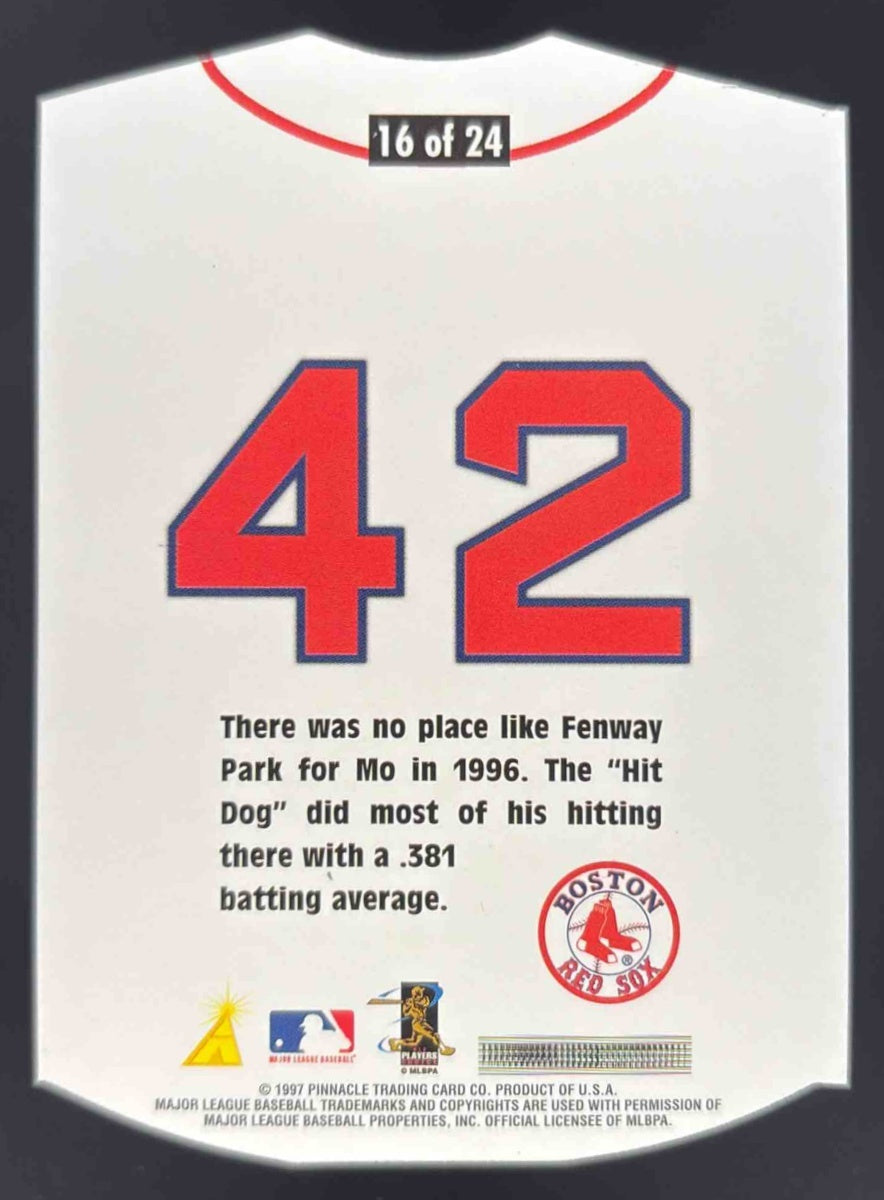 16 of 24
42
There was no place like Fenway
Park for Mo in 1996. The "Hit
Dog" did most of his hitting
there with a .381
batting average.
BOSTON
RED SOX
®
MAJOR LEAGUE BASEBALL
PLAYERS
CHOICE
© MLBPA
© 1997 PINNACLE TRADING CARD CO. PRODUCT OF U.S.A.
MAJOR LEAGUE BASEBALL TRADEMARKS AND COPYRIGHTS ARE USED WITH PERMISSION OF
MAJOR LEAGUE BASEBALL PROPERTIES, INC. OFFICIAL LICENSEE OF MLBPA.